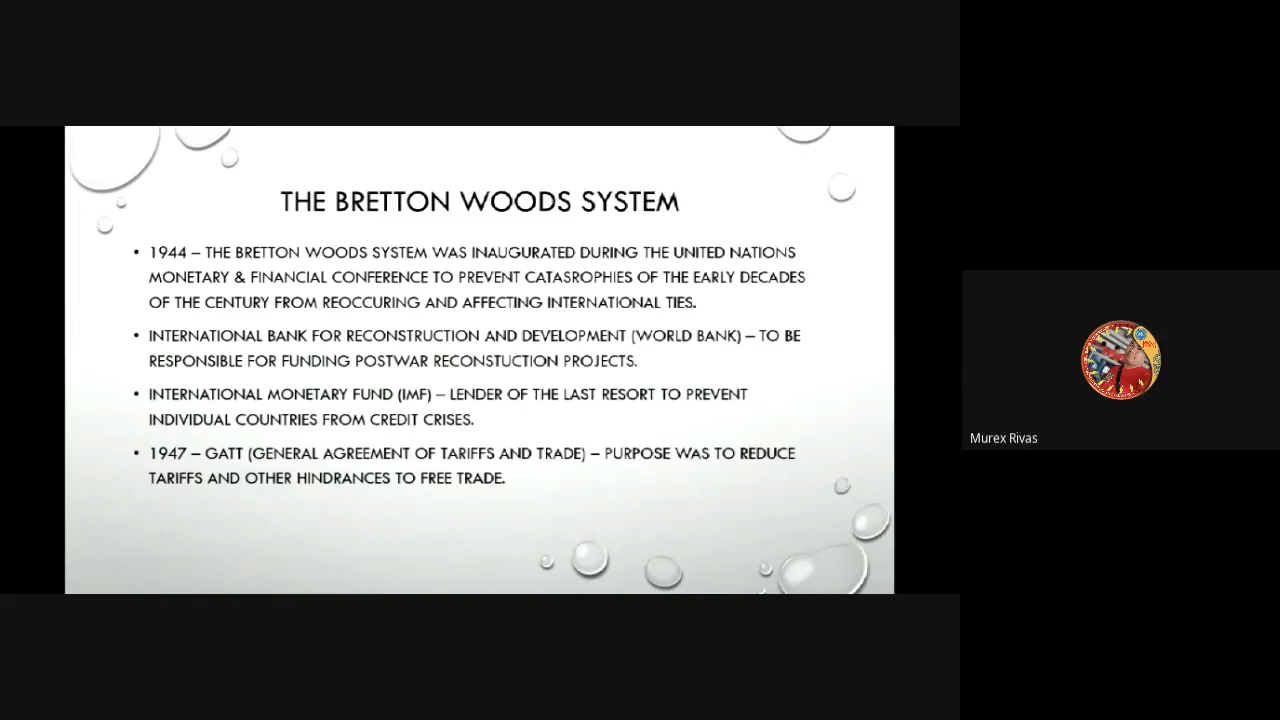 THE BRETTON WOODS SYSTEM
• 1944 – THE BRETTON WOODS SYSTEM WAS INAUGURATED DURING THE UNITED NATIONS
MONETARY & FINANCIAL CONFERENCE TO PREVENT CATASROPHIES OF THE EARLY DECADES
OF THE CENTURY FROM REOCCURING AND AFFECTING INTERNATIONAL TIES.
• INTERNATIONAL BANK FOR RECONSTRUCTION AND DEVELOPMENT (WORLD BANK) – TO BE
RESPONSIBLE FOR FUNDING POSTWAR RECONSTUCTION PROJECTS.
• INTERNATIONAL MONETARY FUND (IMF) – LENDER OF THE LAST RESORT TO PREVENT
INDIVIDUAL COUNTRIES FROM CREDIT CRISES.
• 1947 – GATT (GENERAL AGREEMENT OF TARIFFS AND TRADE) – PURPOSE WAS TO REDUCE
TARIFFS AND OTHER HINDRANCES TO FREE TRADE.
Murex Rivas